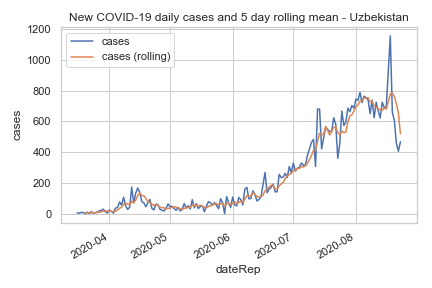 New COVID-19 daily cases and 5 day rolling mean - Uzbekistan
cases
cases (rolling)
1200
1000
800
600
400
200
0
cases
2020-04
2020-05
2020-06
2020-07
2020-08
dateRep